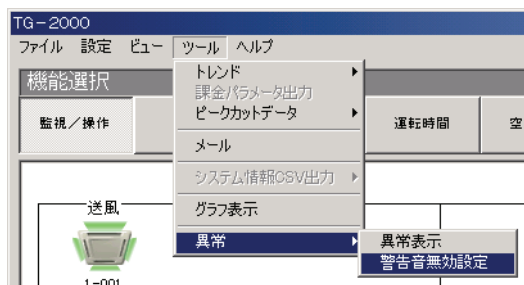 TG-2000
ファイル 設定 ビュー ツール ヘルプ
機能選択
トレンド
課金パラメータ出力
ピークカットデータ
メール
システム情報CSV出力
グラフ表示
異常
異常表示
警告音無効設定
監視／操作
運転時間
空
送風
1-001